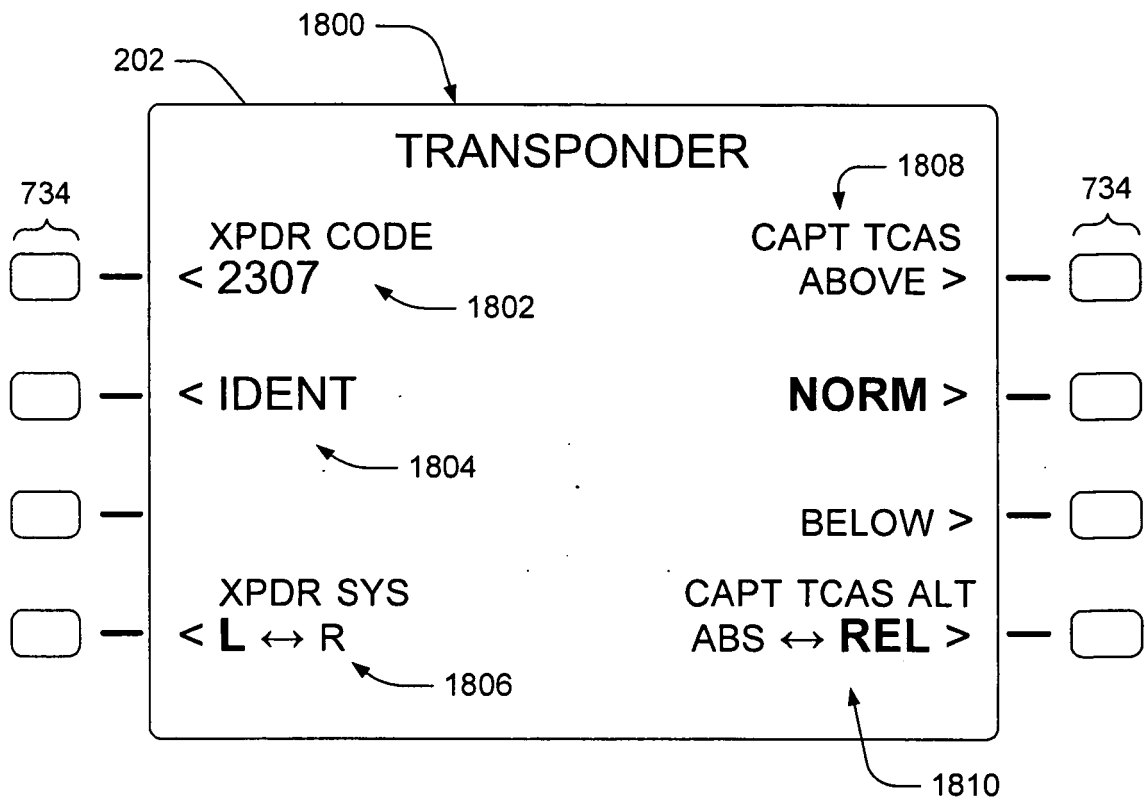 1800
202
TRANSPONDER
1808
734
734
XPDR CODE
CAPT TCAS
< 2307
ABOVE >
1802
< IDENT
NORM >
1804
BELOW >
XPDR SYS
CAPT TCAS ALT
< L ↔ R
ABS ↔ REL >
1806
1810